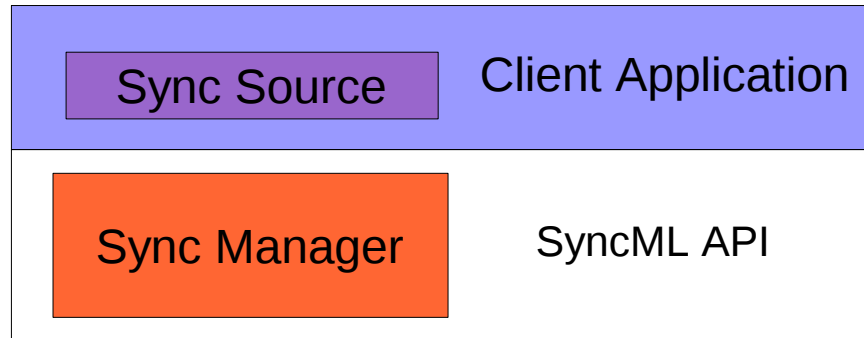 Sync Source
Client Application
Sync Manager
SyncML API